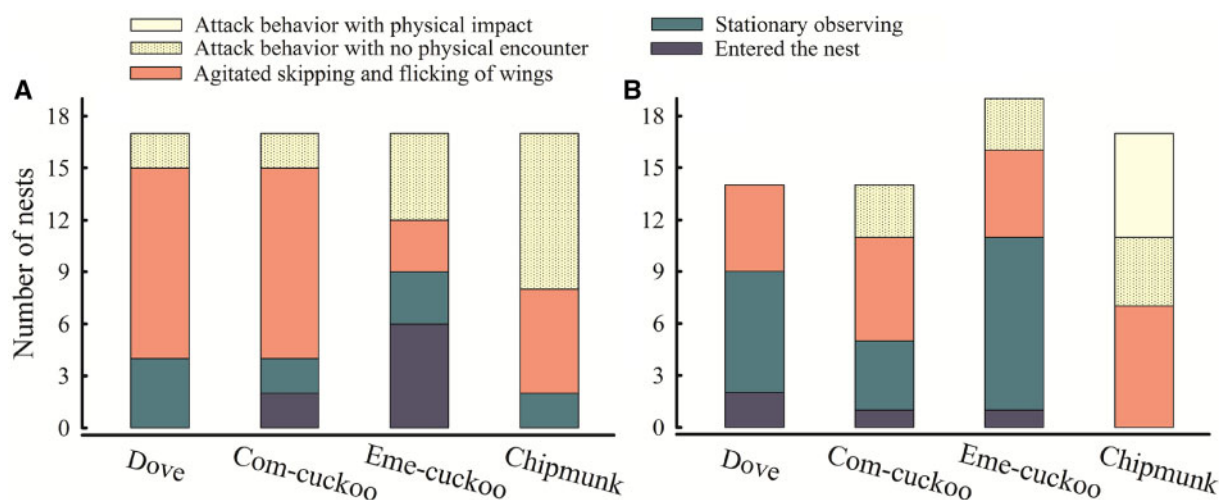 Attack behavior with physical impact
Attack behavior with no physical encounter
Agitated skipping and flicking of wings
Stationary observing
Entered the nest
A
B
Number of nests
18
15
12
9
6
3
0
Dove
Com-cuckoo
Eme-cuckoo
Chipmunk
18
15
12
9
6
3
0
Dove
Com-cuckoo
Eme-cuckoo
Chipmunk